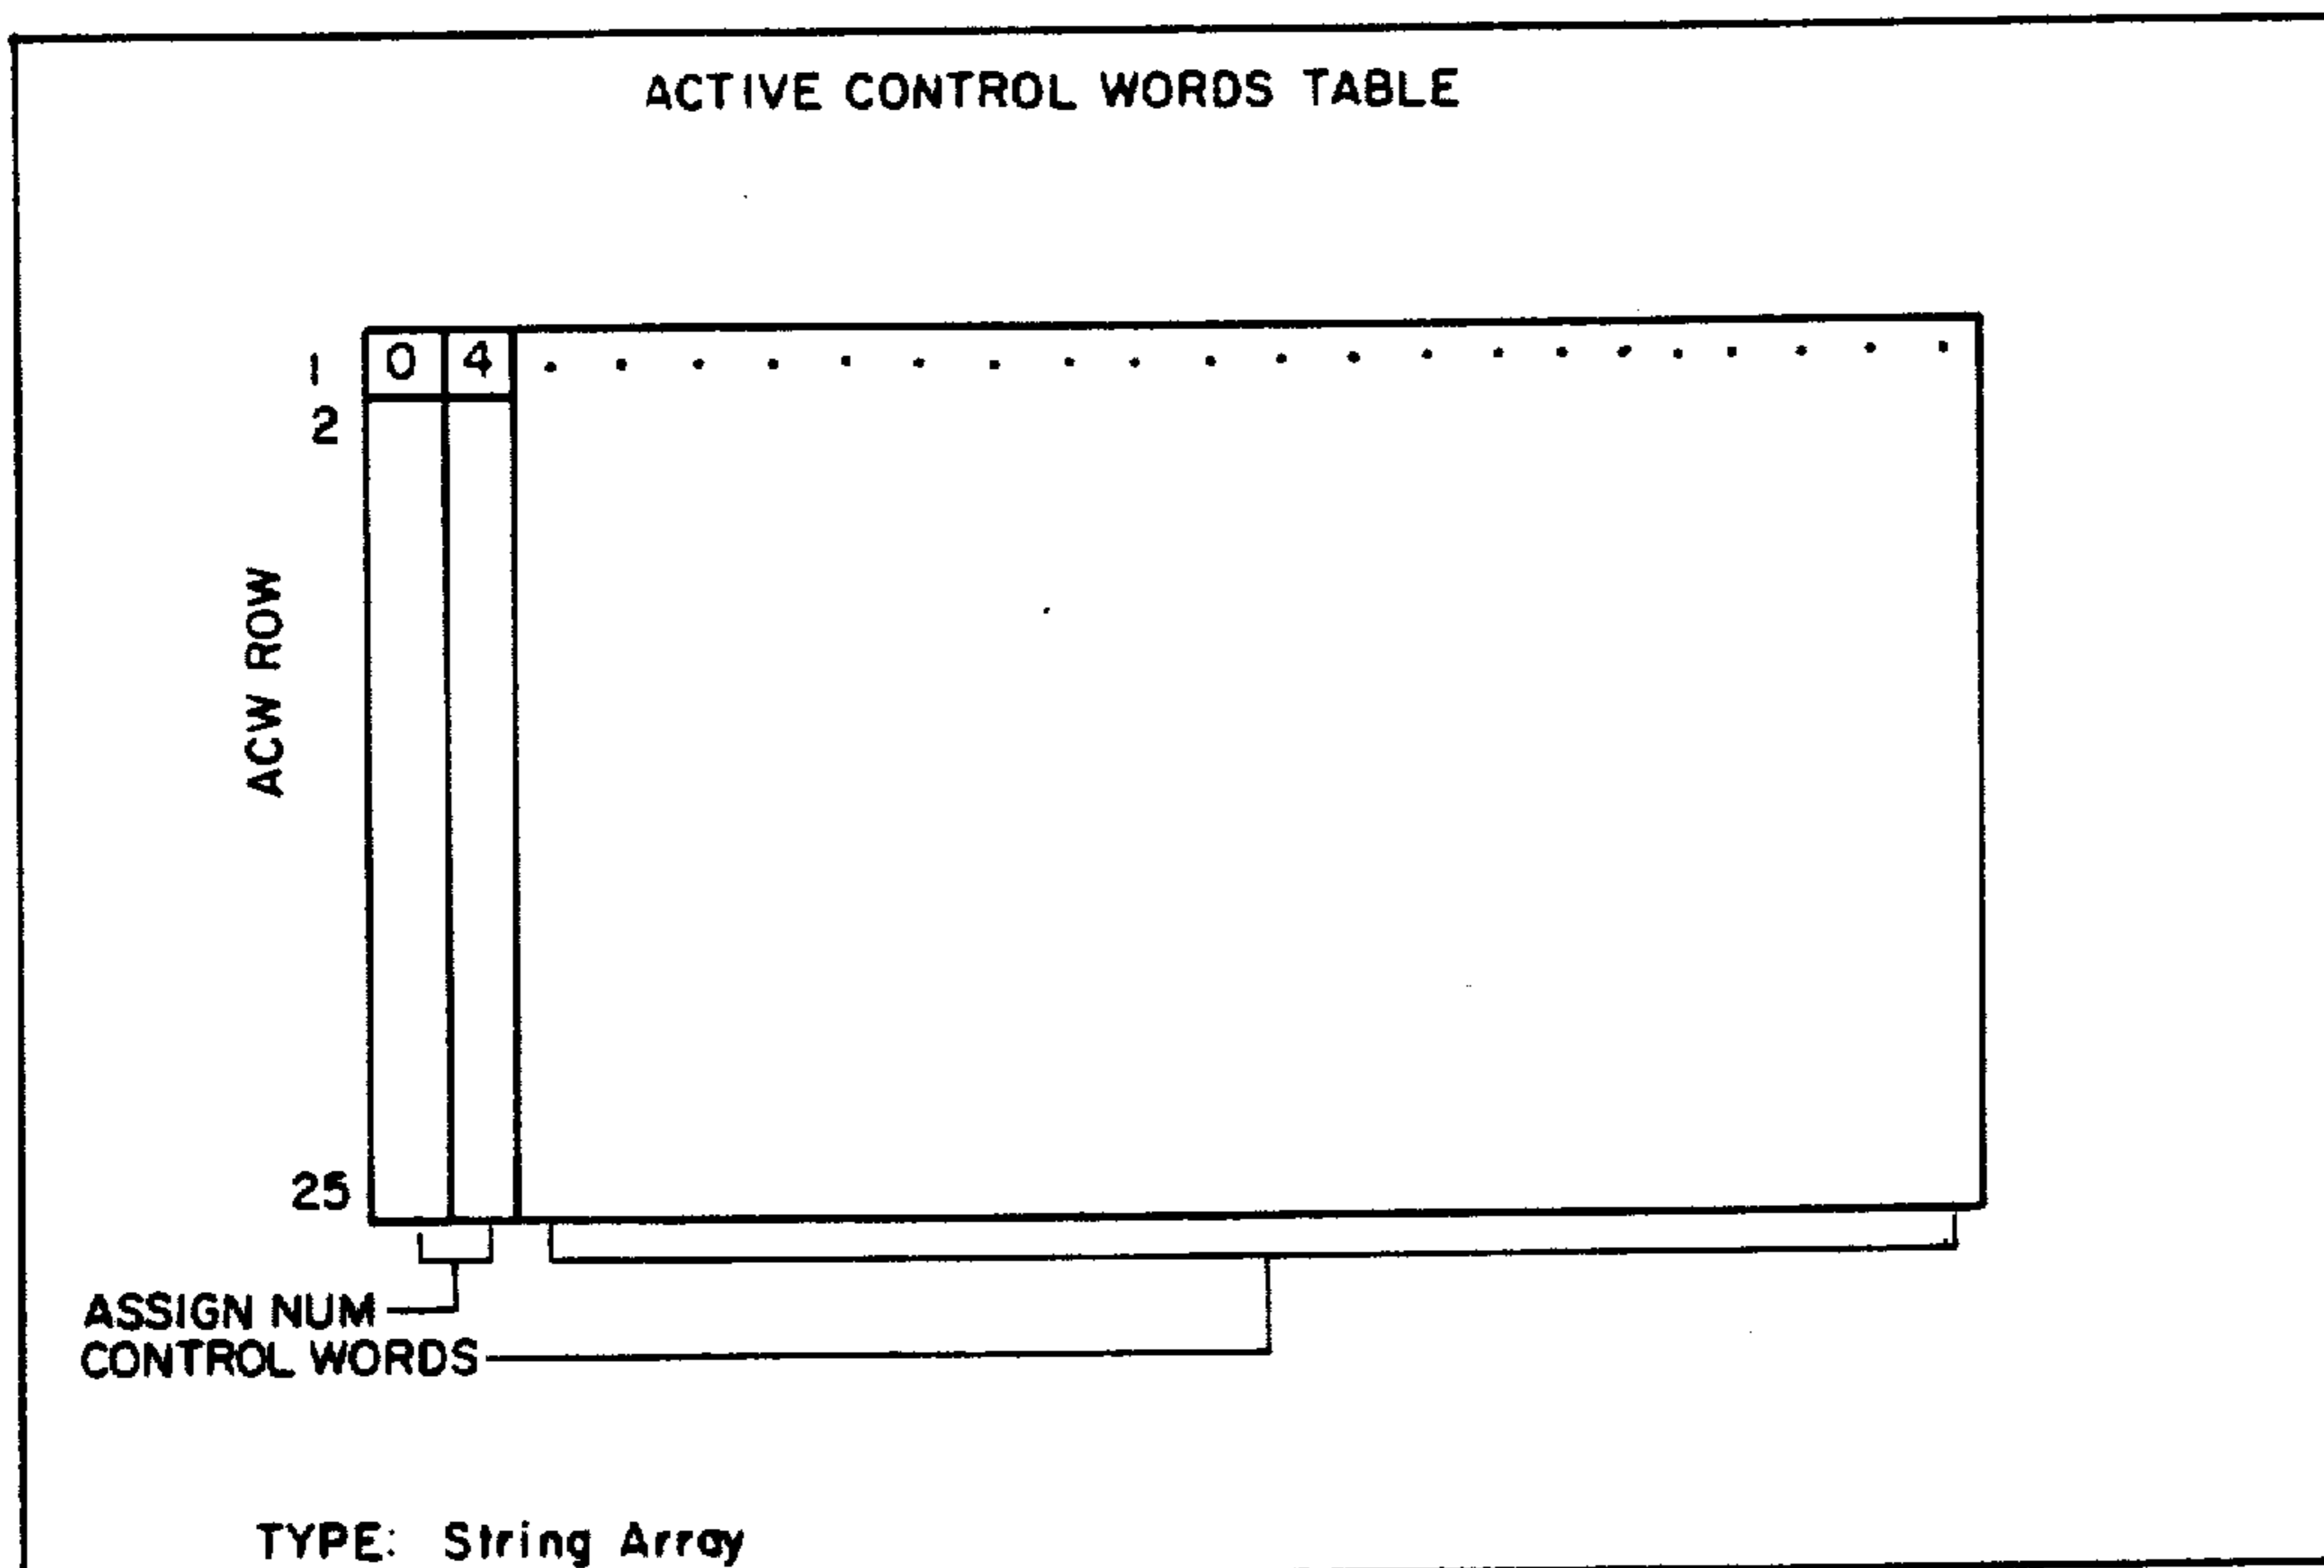 ACTIVE CONTROL WORDS TABLE
1 0 4 . . . . . . . . . . . . . . . . . . . . .
2
ACW ROW
25
ASSIGN NUM
CONTROL WORDS
TYPE: String Array